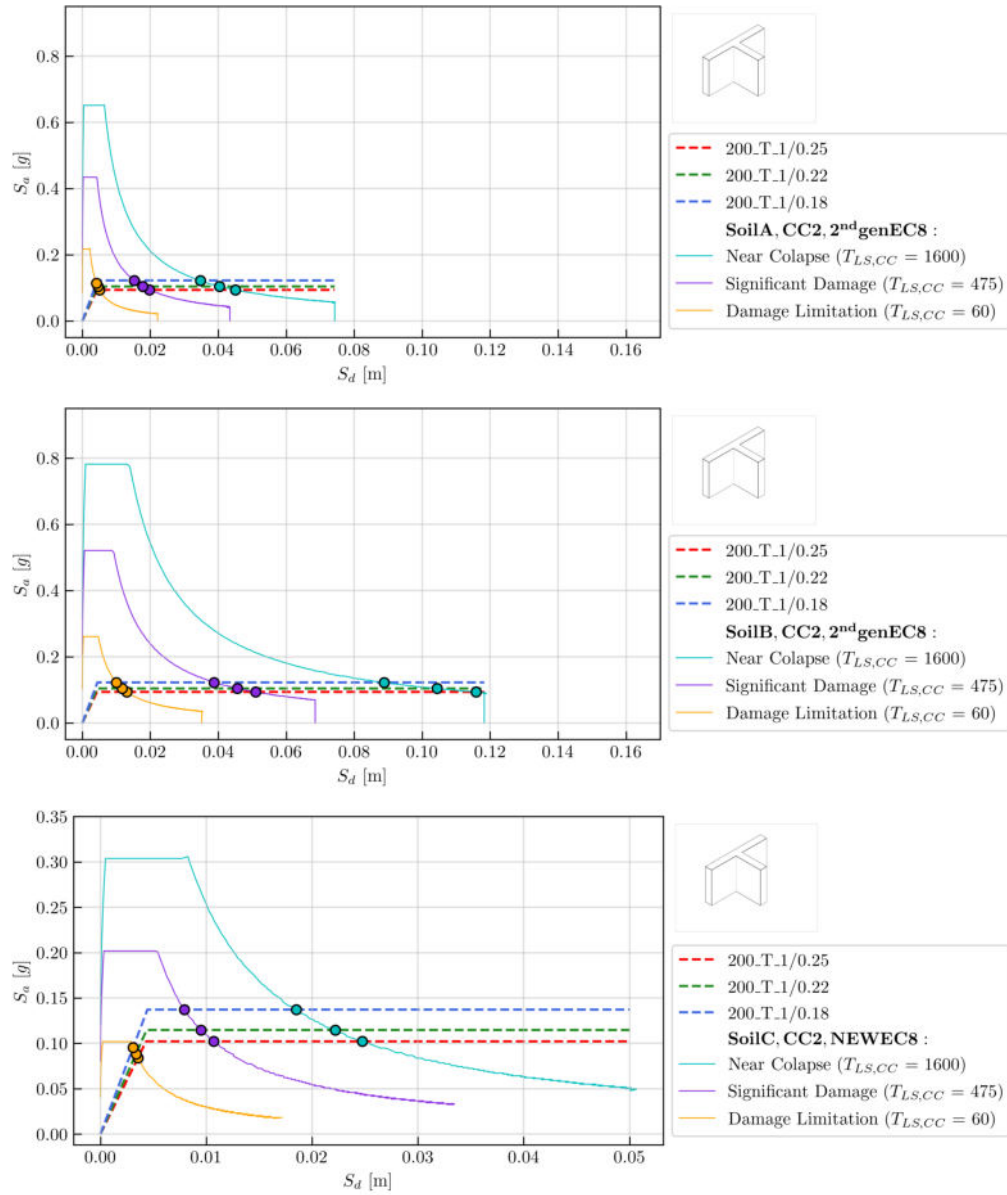 0.8
0.6
0.4
0.2
0.0
S_a [g]
0.00 0.02 0.04 0.06 0.08 0.10 0.12 0.14 0.16
S_d [m]
200_T_1/0.25
200_T_1/0.22
200_T_1/0.18
SoilA, CC2, 2ndgenEC8 :
Near Colapse (T_LS,CC = 1600)
Significant Damage (T_LS,CC = 475)
Damage Limitation (T_LS,CC = 60)
0.8
0.6
0.4
0.2
0.0
S_a [g]
0.00 0.02 0.04 0.06 0.08 0.10 0.12 0.14 0.16
S_d [m]
200_T_1/0.25
200_T_1/0.22
200_T_1/0.18
SoilB, CC2, 2ndgenEC8 :
Near Colapse (T_LS,CC = 1600)
Significant Damage (T_LS,CC = 475)
Damage Limitation (T_LS,CC = 60)
0.35
0.30
0.25
0.20
0.15
0.10
0.05
0.00
S_a [g]
0.00 0.01 0.02 0.03 0.04 0.05
S_d [m]
200_T_1/0.25
200_T_1/0.22
200_T_1/0.18
SoilC, CC2, NEWEC8 :
Near Colapse (T_LS,CC = 1600)
Significant Damage (T_LS,CC = 475)
Damage Limitation (T_LS,CC = 60)